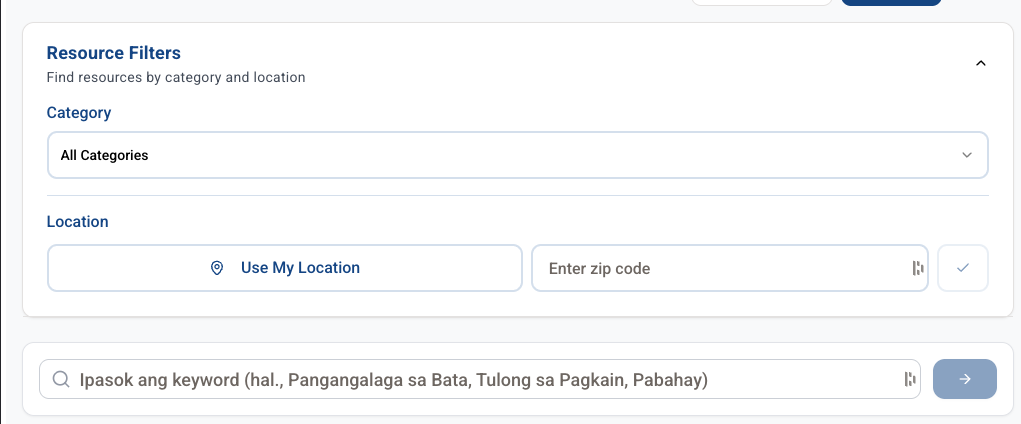 Resource Filters
Find resources by category and location
Category
All Categories
Location
Use My Location
Enter zip code
Ipasok ang keyword (hal., Pangangalaga sa Bata, Tulong sa Pagkain, Pabahay)